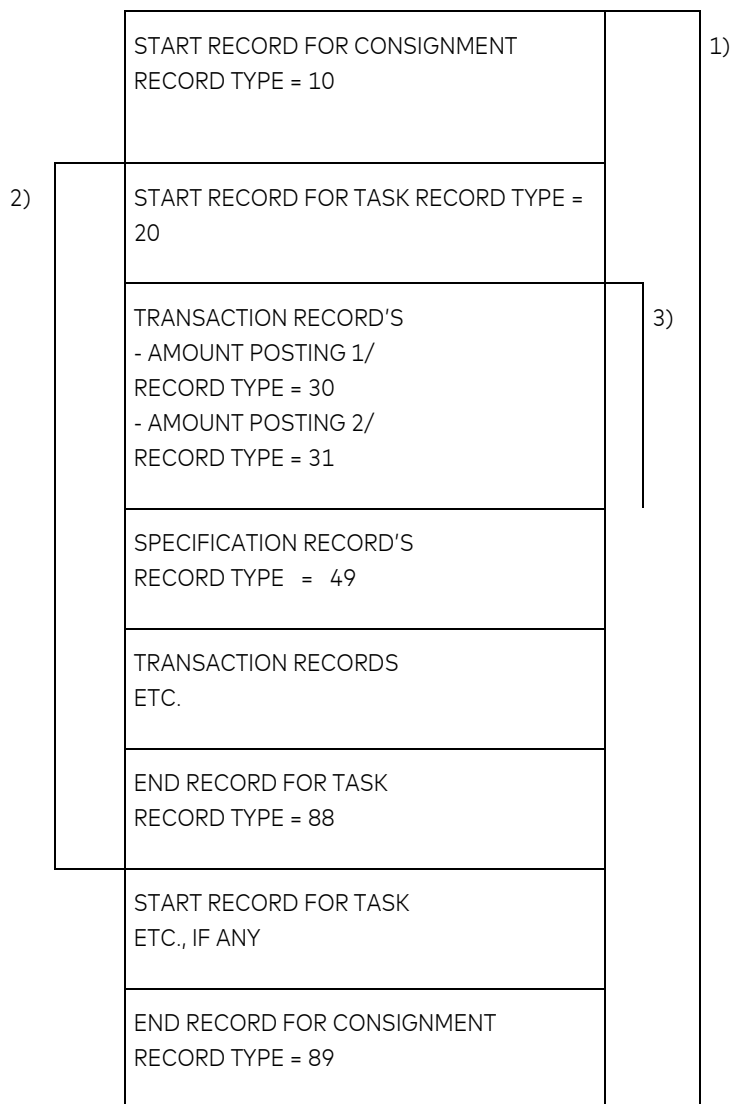 START RECORD FOR CONSIGNMENT
1)
RECORD TYPE = 10
2)
START RECORD FOR TASK RECORD TYPE =
20
TRANSACTION RECORD’S
3)
- AMOUNT POSTING 1/
RECORD TYPE = 30
- AMOUNT POSTING 2/
RECORD TYPE = 31
SPECIFICATION RECORD’S
RECORD TYPE = 49
TRANSACTION RECORDS
ETC.
END RECORD FOR TASK
RECORD TYPE = 88
START RECORD FOR TASK
ETC., IF ANY
END RECORD FOR CONSIGNMENT
RECORD TYPE = 89